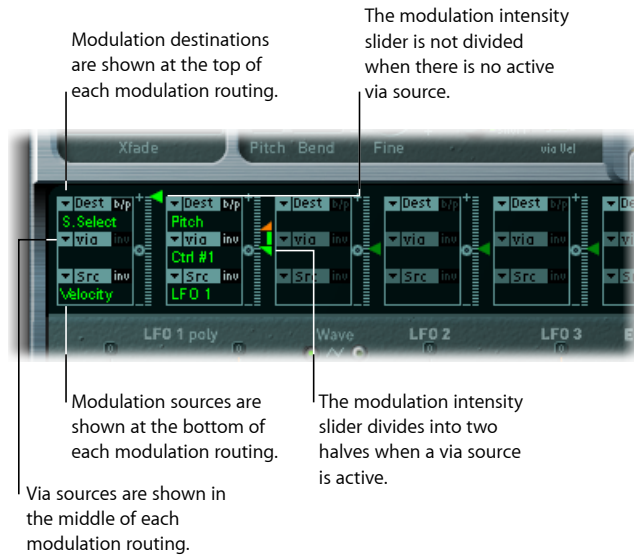 The modulation intensity
slider is not divided
when there is no active
via source.
Modulation destinations
are shown at the top of
each modulation routing.
Xfade
Pitch Bend
Fine
via Vel
Dest b/p
S.Select
via inv
Src inv
Velocity
Dest b/p
Pitch
via inv
Ctrl #1
Src inv
LFO 1
Dest b/p
via inv
Src inv
Dest b/p
via inv
Src inv
Dest b/p
via inv
Src inv
LFO 1 poly
Wave
LFO 2
LFO 3
Modulation sources are
shown at the bottom of
each modulation routing.
The modulation intensity
slider divides into two
halves when a via source
is active.
Via sources are shown in
the middle of each
modulation routing.